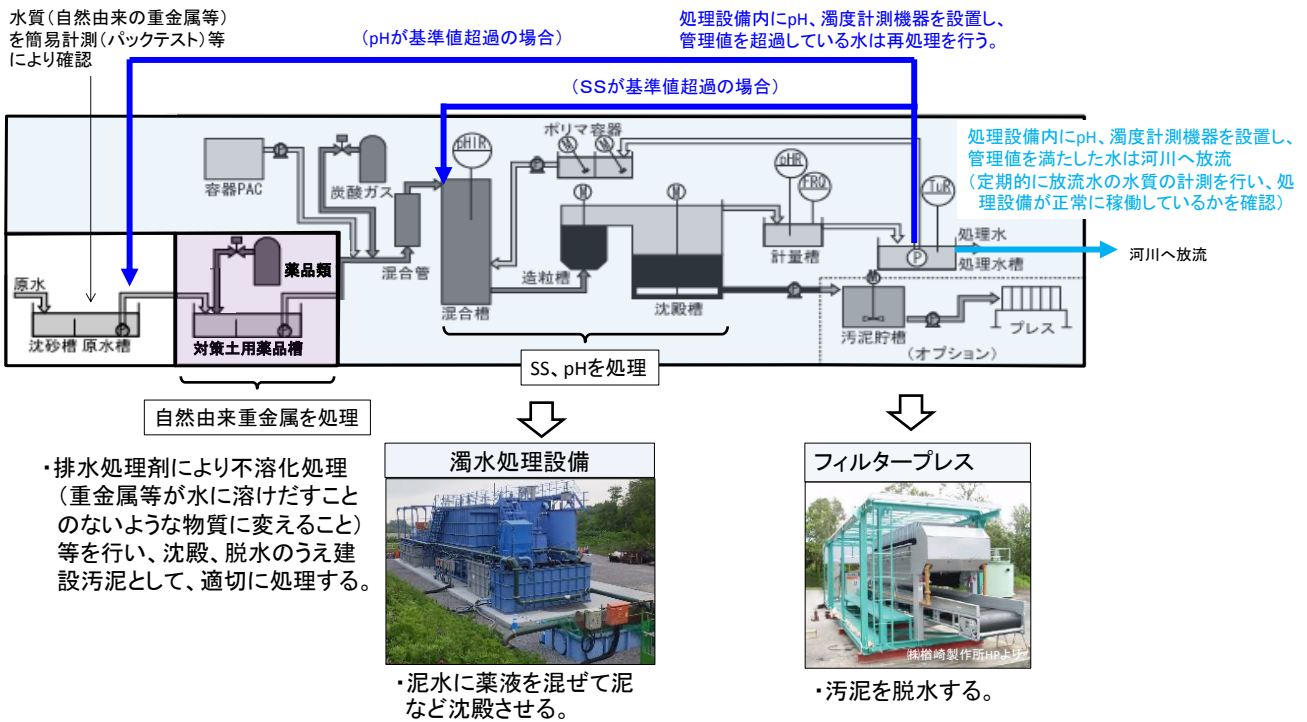 水質(自然由来の重金属等)
を簡易計測(パックテスト)等
により確認
(pHが基準値超過の場合)
処理設備内にpH、濁度計測機器を設置し、
管理値を超過している水は再処理を行う。
(SSが基準値超過の場合)
処理設備内にpH、濁度計測機器を設置し、
管理値を満たした水は河川へ放流
(定期的に放流水の水質の計測を行い、処
理設備が正常に稼働しているかを確認)
容器PAC
P
炭酸ガス
混合管
pHIR
混合槽
ポリマ容器
M
M
P
造粒槽
M
M
沈殿槽
pHR
FRQ
計量槽
TuR
P
処理水
処理水槽
河川へ放流
原水
沈砂槽
原水槽
P
薬品類
対策土用薬品槽
P
M
汚泥貯槽
P
プレス
(オプション)
SS、pHを処理
自然由来重金属を処理
・排水処理剤により不溶化処理
(重金属等が水に溶けだすこと
のないような物質に変えること)
等を行い、沈殿、脱水のうえ建
設汚泥として、適切に処理する。
濁水処理設備
・泥水に薬液を混ぜて泥
など沈殿させる。
フィルタープレス
㈱楢崎製作所HPより
・汚泥を脱水する。